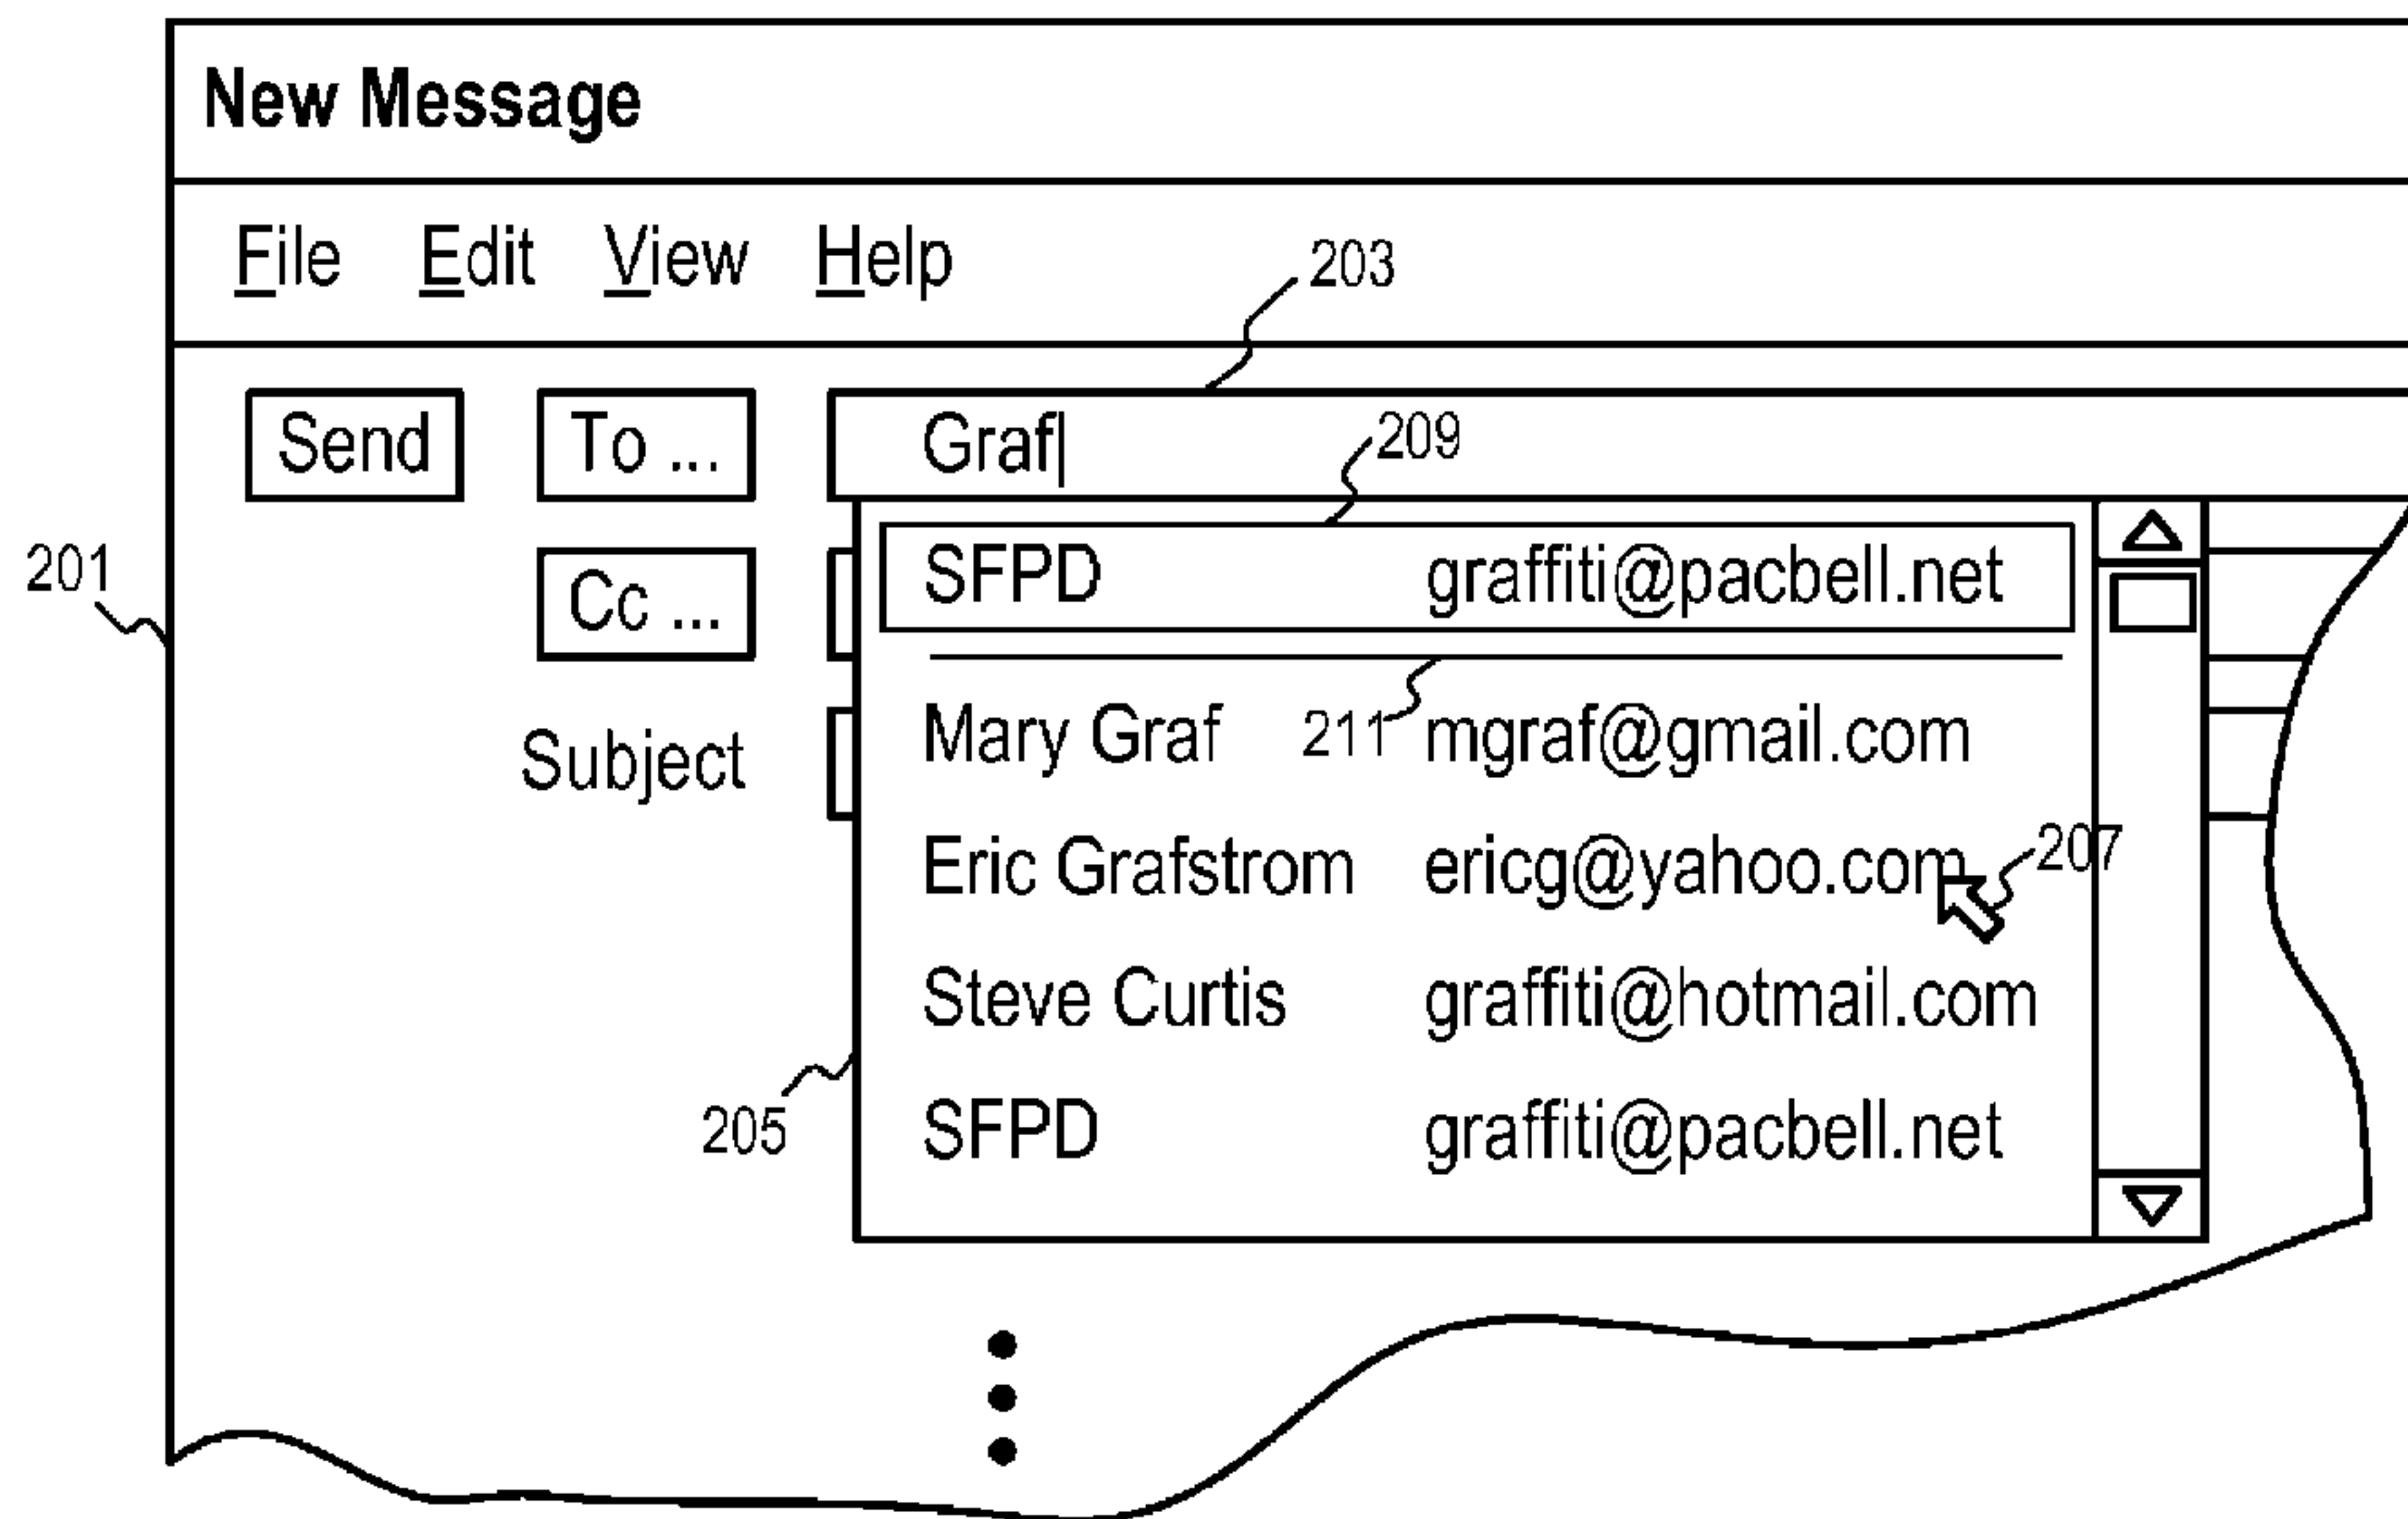 New Message
File Edit View Help
203
Send To ... Graf
209
201
Cc ... SFPD graffiti@pacbell.net
Subject Mary Graf 211 mgraf@gmail.com
Eric Grafstrom ericg@yahoo.com 207
Steve Curtis graffiti@hotmail.com
205 SFPD graffiti@pacbell.net